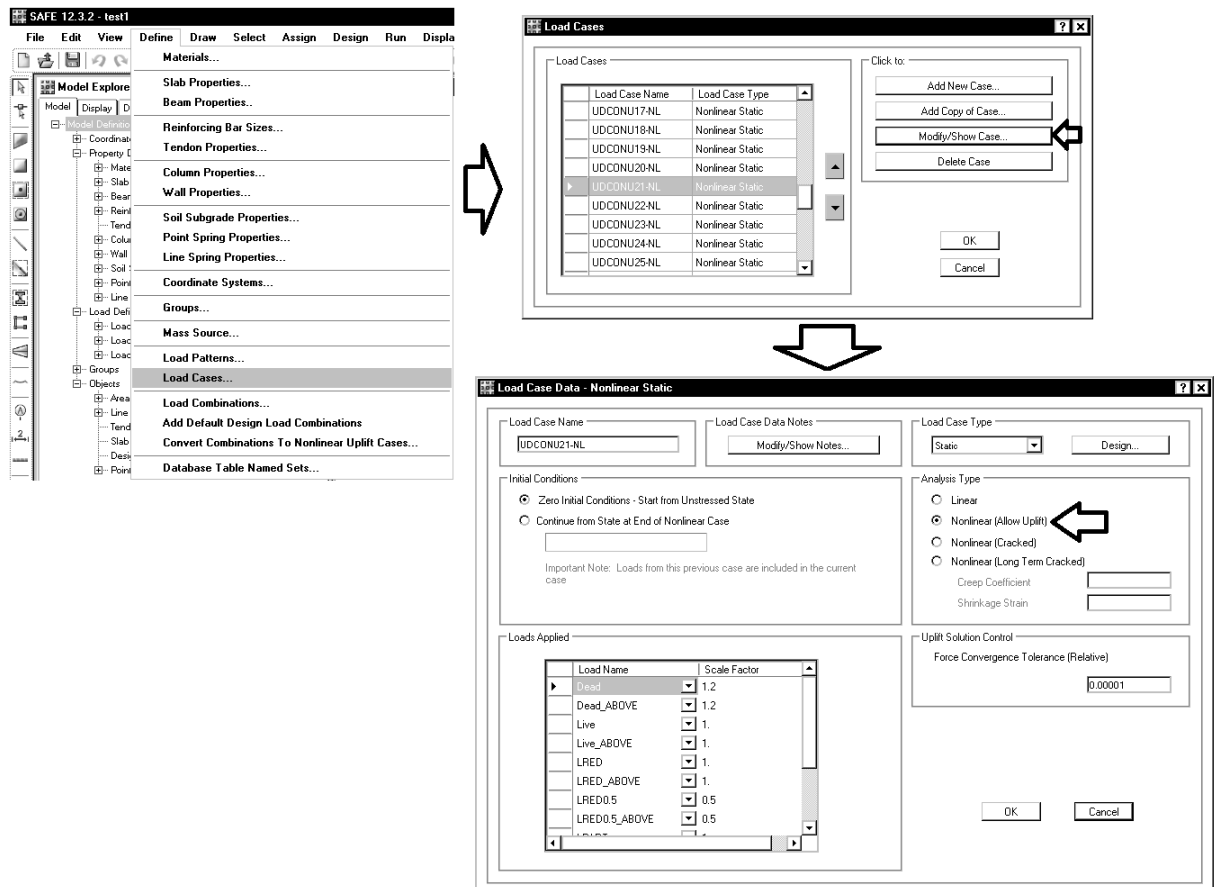 SAFE 12.3.2 - test1
File Edit View Define Draw Select Assign Design Run Displa
Model Explore
Model Display D
Model Definitio
Coordinat
Property D
Mate
Slab
Bear
Reinf
Tend
Colu
Wall
Soil
Point
Line
Load Defi
Load
Load
Load
Groups
Objects
Area
Line
Tend
Slab
Desi
Point
Materials...
Slab Properties...
Beam Properties..
Reinforcing Bar Sizes...
Tendon Properties...
Column Properties...
Wall Properties...
Soil Subgrade Properties...
Point Spring Properties...
Line Spring Properties...
Coordinate Systems...
Groups...
Mass Source...
Load Patterns...
Load Cases...
Load Combinations...
Add Default Design Load Combinations
Convert Combinations To Nonlinear Uplift Cases...
Database Table Named Sets...
Load Cases
Load Cases
Load Case Name Load Case Type
UDCONU17-NL Nonlinear Static
UDCONU18-NL Nonlinear Static
UDCONU19-NL Nonlinear Static
UDCONU20-NL Nonlinear Static
UDCONU21-NL Nonlinear Static
UDCONU22-NL Nonlinear Static
UDCONU23-NL Nonlinear Static
UDCONU24-NL Nonlinear Static
UDCONU25-NL Nonlinear Static
Click to:
Add New Case...
Add Copy of Case...
Modify/Show Case...
Delete Case
OK
Cancel
Load Case Data - Nonlinear Static
Load Case Name
UDCONU21-NL
Load Case Data Notes
Modify/Show Notes...
Load Case Type
Static
Design...
Initial Conditions
Zero Initial Conditions - Start from Unstressed State
Continue from State at End of Nonlinear Case
Important Note: Loads from this previous case are included in the current
case
Analysis Type
Linear
Nonlinear (Allow Uplift)
Nonlinear (Cracked)
Nonlinear (Long Term Cracked)
Creep Coefficient
Shrinkage Strain
Loads Applied
Load Name Scale Factor
Dead 1.2
Dead_ABOVE 1.2
Live 1.
Live_ABOVE 1.
LRED 1.
LRED_ABOVE 1.
LRED0.5 0.5
LRED0.5_ABOVE 0.5
Uplift Solution Control
Force Convergence Tolerance (Relative)
0.00001
OK
Cancel